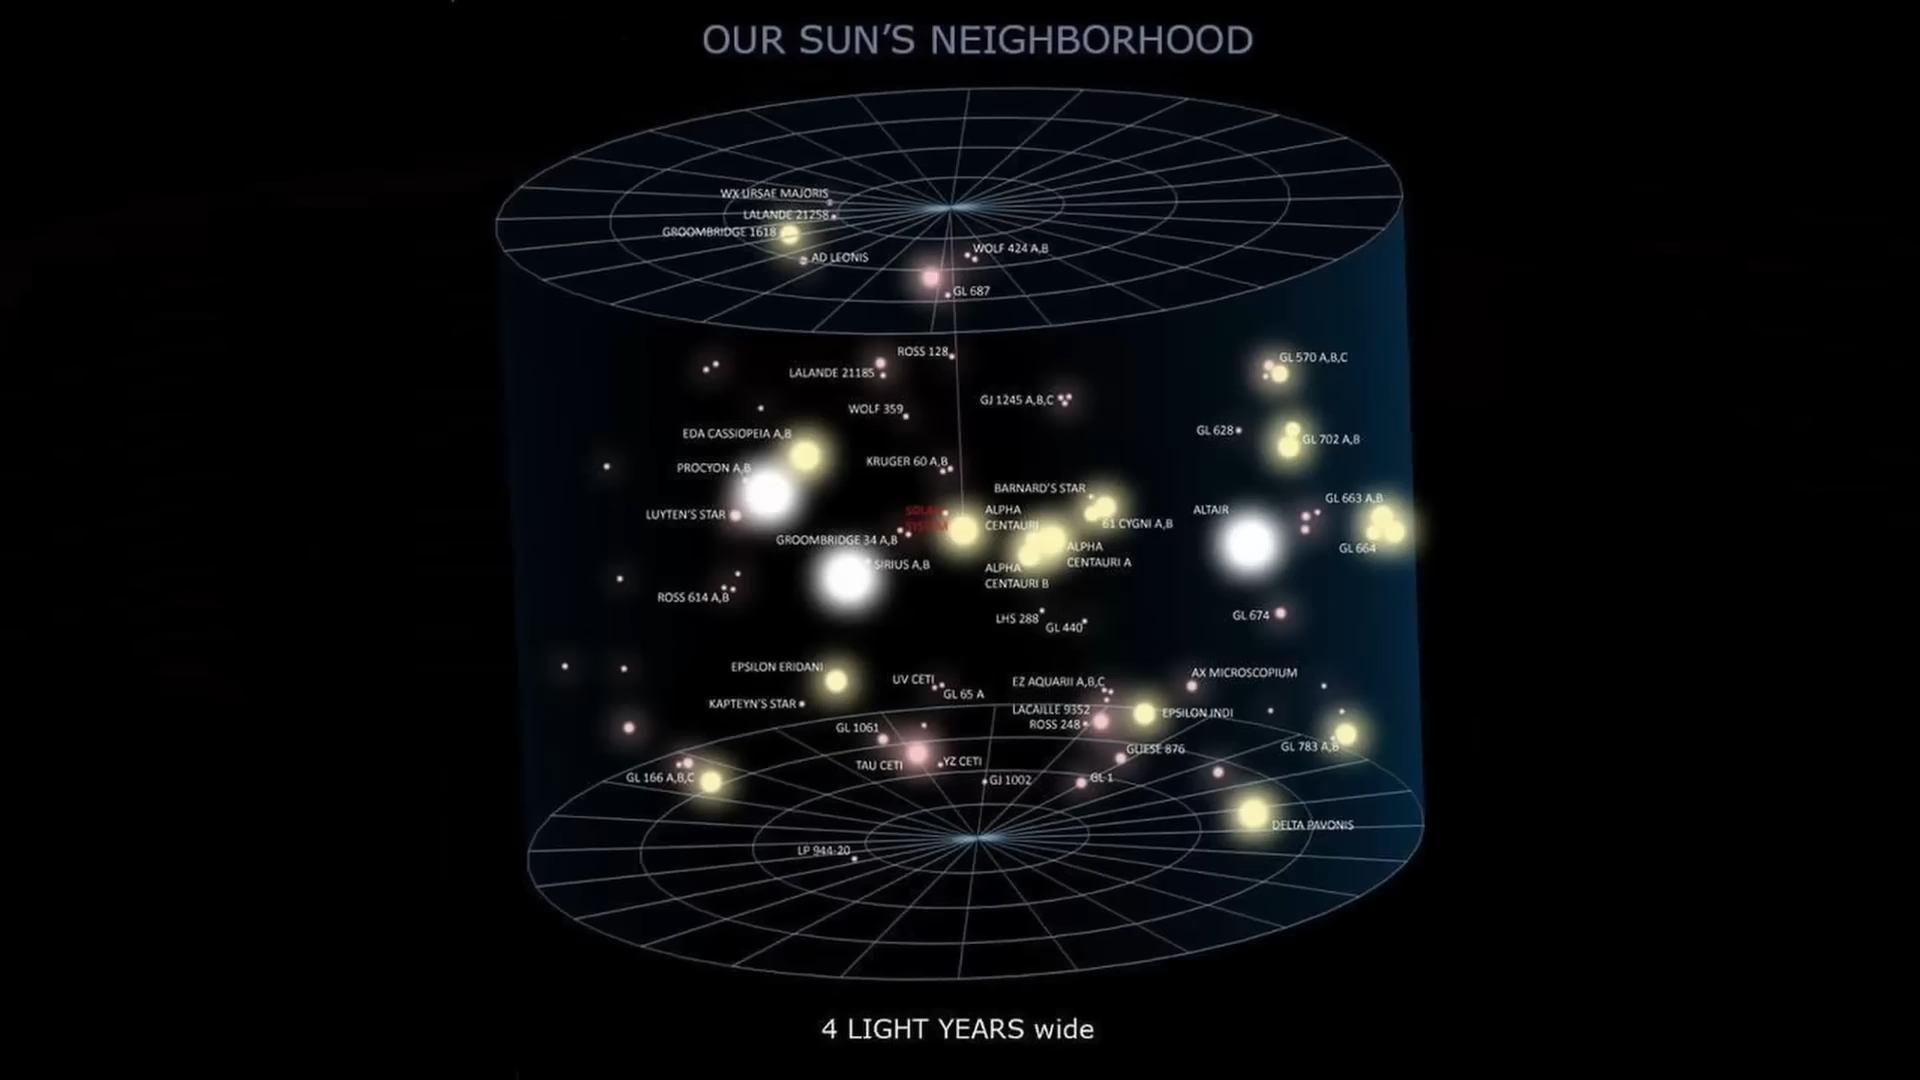 OUR SUN'S NEIGHBORHOOD
WX URSAE MAJORIS
LALANDE 21258
GROOMBRIDGE 1618
AD LEONIS
WOLF 424 A,B
GL 687
ROSS 128
LALANDE 21185
GL 570 A,B,C
WOLF 359
GJ 1245 A,B,C
EDA CASSIOPEIA A,B
GL 628
GL 702 A,B
PROCYON A,B
KRUGER 60 A,B
BARNARD'S STAR
LUYTEN'S STAR
SOLAR
SYSTEM
ALPHA
CENTAURI
61 CYGNI A,B
ALTAIR
GL 663 A,B
GROOMBRIDGE 34 A,B
ALPHA
CENTAURI A
GL 664
SIRIUS A,B
ALPHA
CENTAURI B
ROSS 614 A,B
LHS 288
GL 440
GL 674
EPSILON ERIDANI
UV CETI
GL 65 A
EZ AQUARII A,B,C
AX MICROSCOPIUM
KAPTEYN'S STAR
LACAILLE 9352
ROSS 248
EPSILON INDI
GL 1061
TAU CETI
YZ CETI
GLIESE 876
GL 783 A,B
GL 166 A,B,C
GJ 1002
GL 1
DELTA PAVONIS
LP 944-20
4 LIGHT YEARS wide